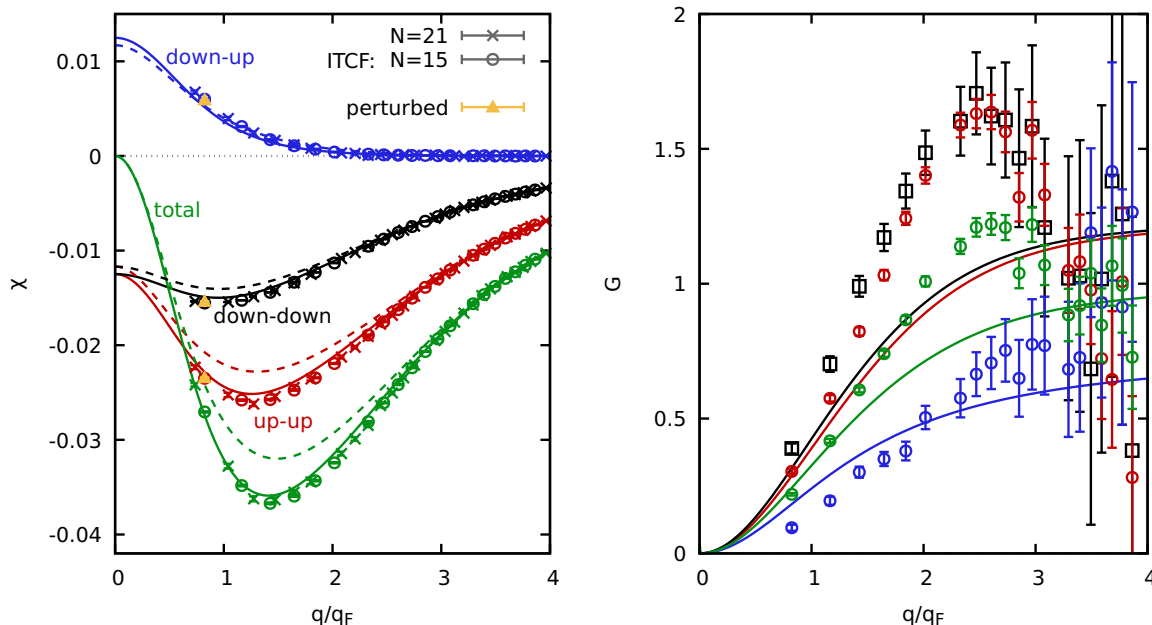 0.01
0
-0.01
-0.02
-0.03
-0.04
χ
0 1 2 3 4
q/q_F
down-up
N=21
ITCF: N=15
perturbed
total
down-down
up-up
2
1.5
1
0.5
0
G
0 1 2 3 4
q/q_F